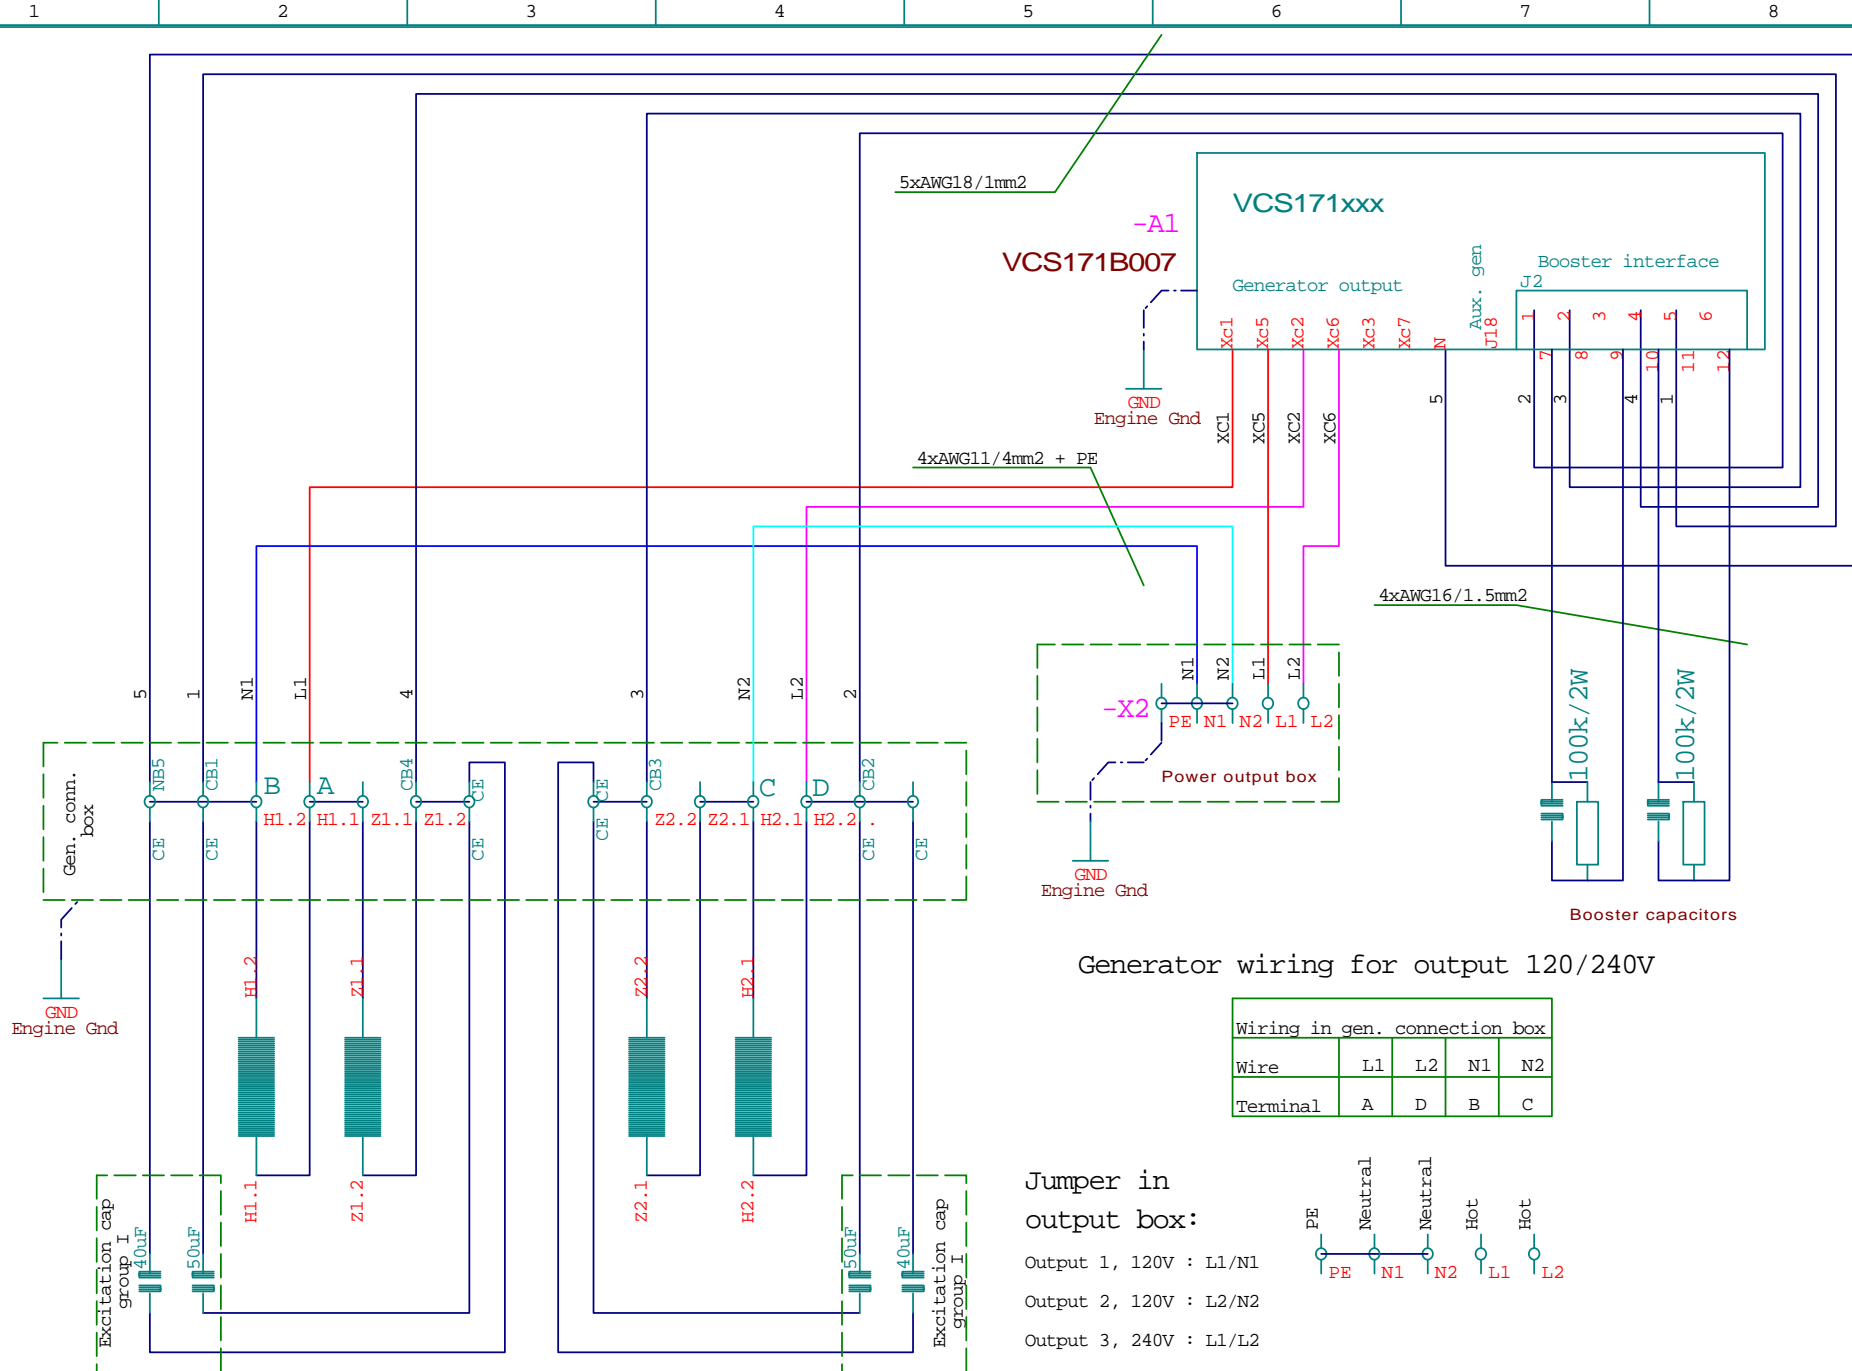 1 2 3 4 5 6 7 8
5xAWG18/1mm2
VCS171xxx
-A1
VCS171B007
Generator output
Aux. gen
J18
Booster interface
J2
Xc1 Xc5 Xc2 Xc6 Xc3 Xc7 N
1 2 3 4 5 6
7 8 9 10 11 12
GND
Engine Gnd
XC1 XC5 XC2 XC6 5 2 3 4 1
4xAWG11/4mm2 + PE
4xAWG16/1.5mm2
5 1 N1 L1 4 3 N2 L2 2
N1 N2 L1 L2
-X2
PE N1 N2 L1 L2
Power output box
GND
Engine Gnd
100k/2W 100k/2W
Booster capacitors
Gen. conn.
box
NB5 CB1 B A CB4 CE CE CB3 C D CB2
H1.2 H1.1 Z1.1 Z1.2 Z2.2 Z2.1 H2.1 H2.2 .
CE CE CE CE CE CE
GND
Engine Gnd
H1.2 Z1.1 Z2.2 H2.1
H1.1 Z1.2 Z2.1 H2.2
Generator wiring for output 120/240V
Wiring in gen. connection box
Wire L1 L2 N1 N2
Terminal A D B C
Excitation cap
group I
40uF 50uF
50uF 40uF
Excitation cap
group I
Jumper in
output box:
Output 1, 120V : L1/N1
Output 2, 120V : L2/N2
Output 3, 240V : L1/L2
PE Neutral Neutral Hot Hot
PE N1 N2 L1 L2